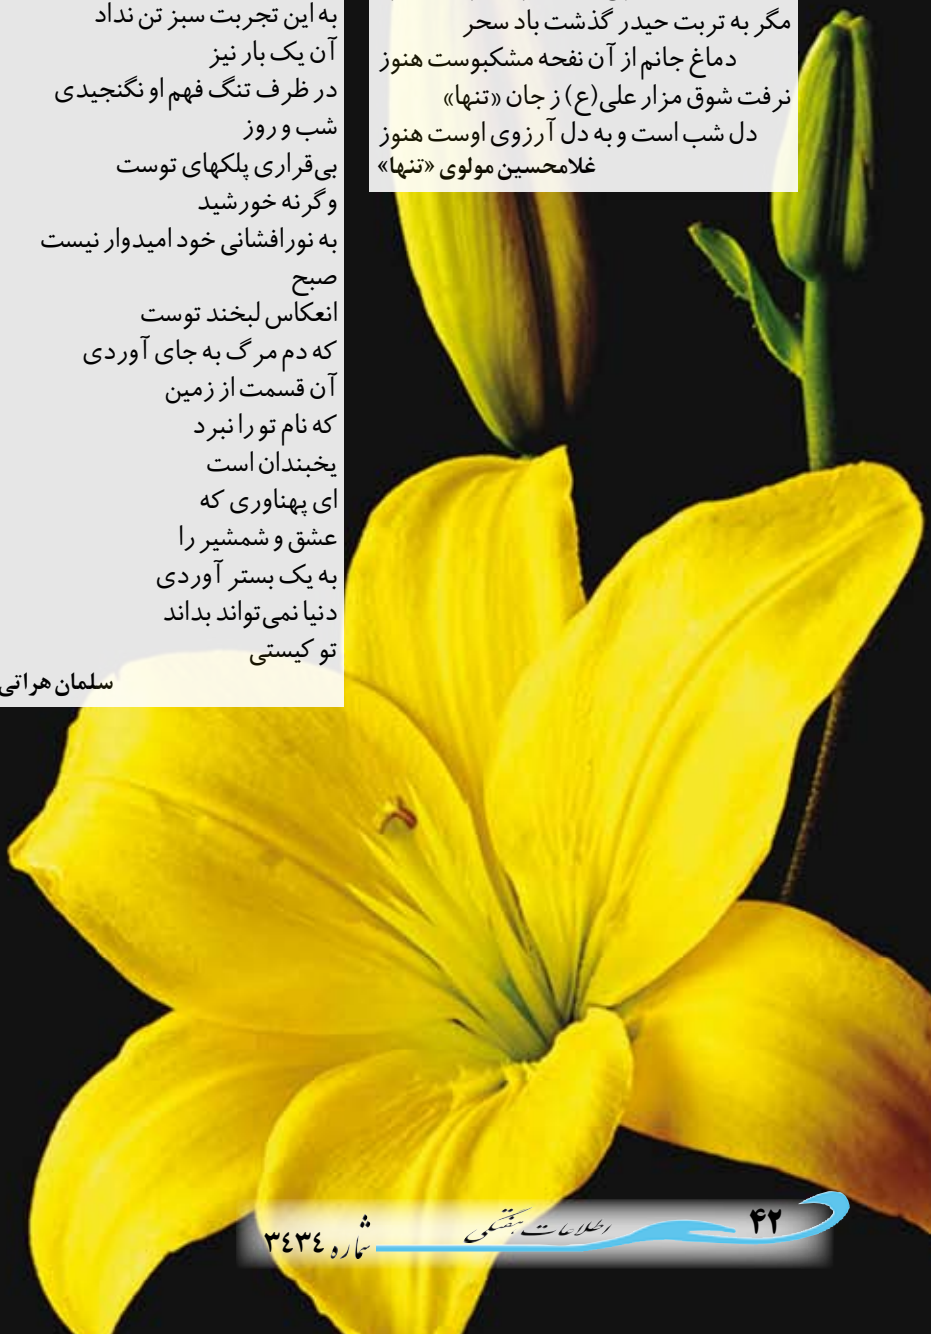 مگر به تربت حیدر گذشت باد سحر
دماغ جانم از آن نفحه مشکبوست هنوز
نرفت شوق مزار علی(ع) ز جان «تنها»
دل شب است و به دل آرزوی اوست هنوز
غلامحسین مولوی «تنها»
به این تجربت سبز تن نداد
آن یک بار نیز
در ظرف تنگ فهم او نگنجیدی
شب و روز
بی‌قراری پلکهای توست
وگرنه خورشید
به نورافشانی خود امیدوار نیست
صبح
انعکاس لبخند توست
که دم مرگ به جای آوردی
آن قسمت از زمین
که نام تو را نبرد
یخبندان است
ای پهناوری که
عشق و شمشیر را
به یک بستر آوردی
دنیا نمی‌تواند بداند
تو کیستی
سلمان هراتی
۴۲
اطلاعات هفتگی
شماره ۳٤۳٤